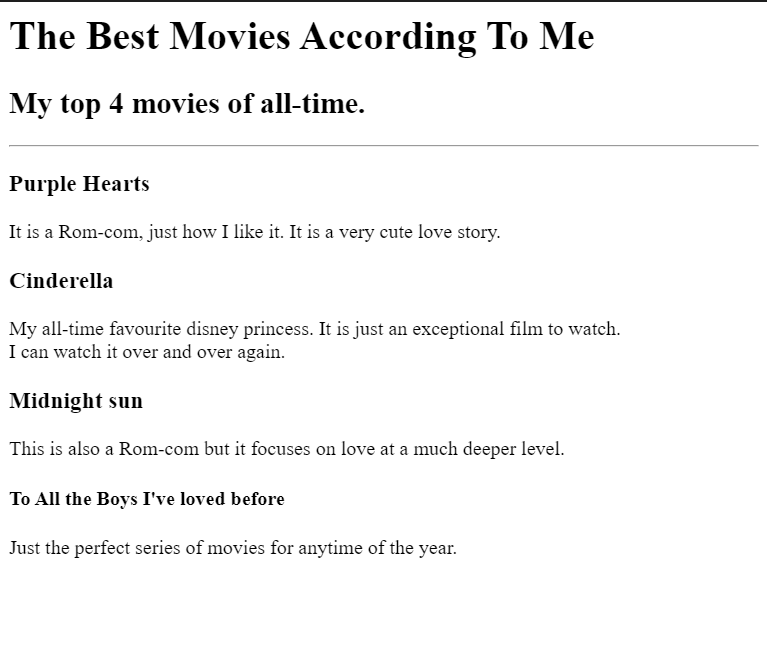 The Best Movies According To Me
My top 4 movies of all-time.
Purple Hearts
It is a Rom-com, just how I like it. It is a very cute love story.
Cinderella
My all-time favourite disney princess. It is just an exceptional film to watch.
I can watch it over and over again.
Midnight sun
This is also a Rom-com but it focuses on love at a much deeper level.
To All the Boys I've loved before
Just the perfect series of movies for anytime of the year.